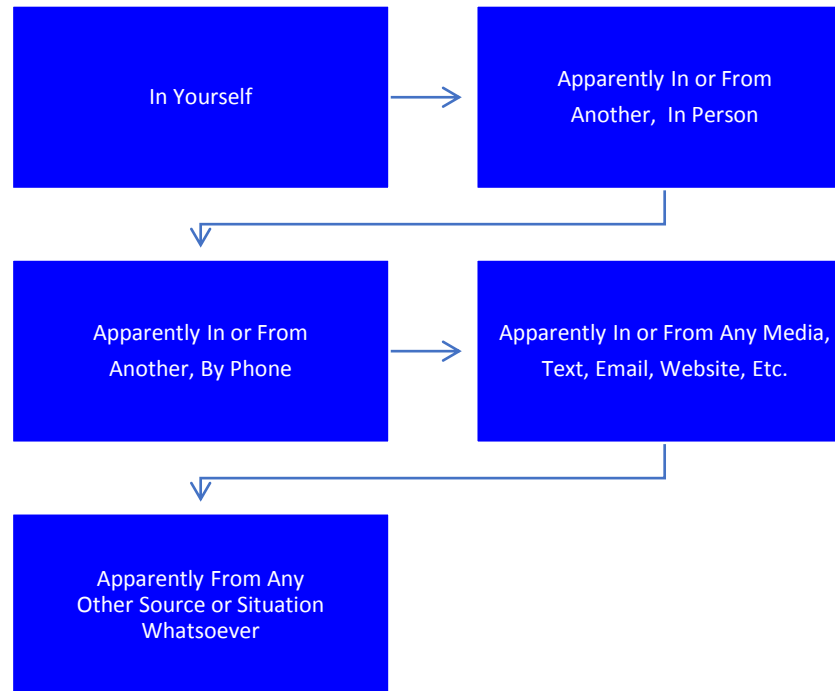 In Yourself
Apparently In or From
Another, In Person
Apparently In or From
Another, By Phone
Apparently In or From Any Media,
Text, Email, Website, Etc.
Apparently From Any
Other Source or Situation
Whatsoever